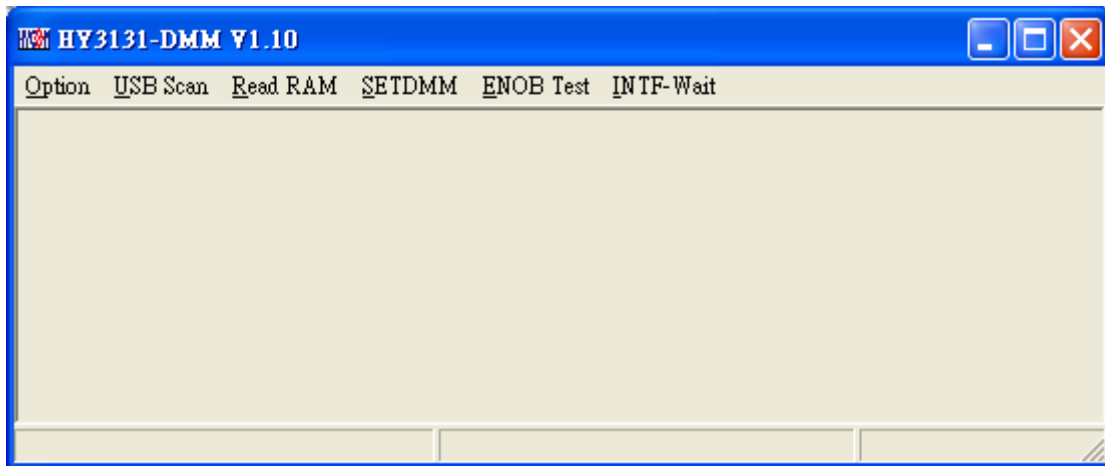 HY3131-DMM V1.10
Option USB Scan Read RAM SETDMM ENOB Test INTF-Wait